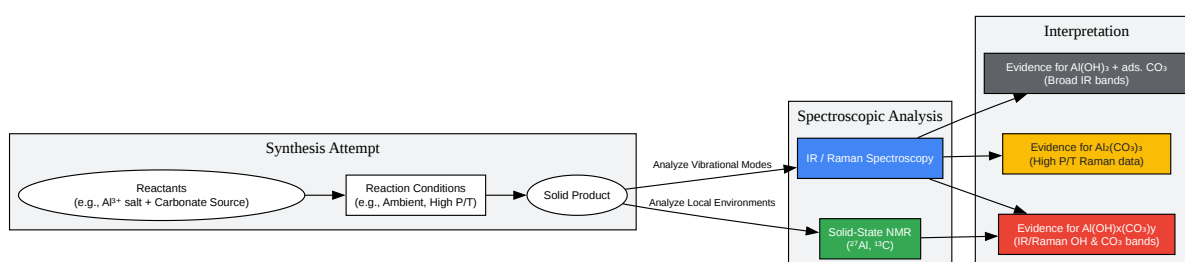 Synthesis Attempt
Reactants
(e.g., Al³⁺ salt + Carbonate Source)
Reaction Conditions
(e.g., Ambient, High P/T)
Solid Product
Analyze Vibrational Modes
Analyze Local Environments
Spectroscopic Analysis
IR / Raman Spectroscopy
Solid-State NMR
(²⁷Al, ¹³C)
Interpretation
Evidence for Al(OH)₃ + ads. CO₃
(Broad IR bands)
Evidence for Al₂(CO₃)₃
(High P/T Raman data)
Evidence for Al(OH)x(CO₃)y
(IR/Raman OH & CO₃ bands)